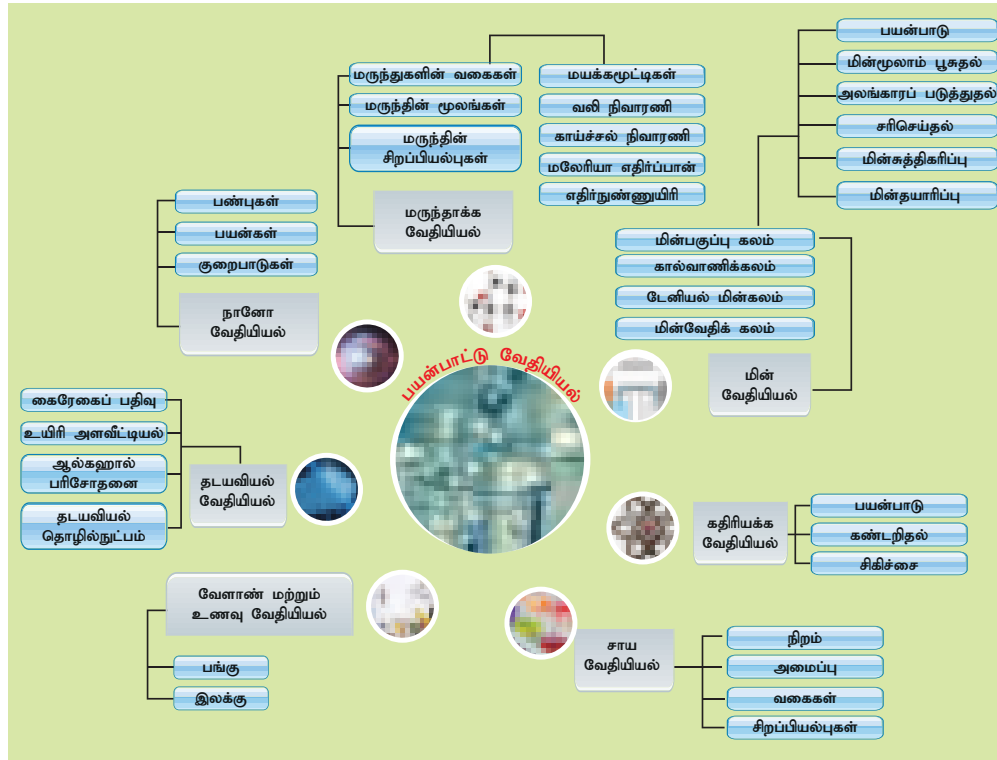 பயன்பாட்டு வேதியியல்
மருந்துகளின் வகைகள்
மருந்தின் மூலங்கள்
மருந்தின்
சிறப்பியல்புகள்
மருந்தாக்க
வேதியியல்
மயக்கமூட்டிகள்
வலி நிவாரணி
காய்ச்சல் நிவாரணி
மலேரியா எதிர்ப்பான்
எதிர்நுண்ணுயிரி
பயன்பாடு
மின்மூலாம் பூசுதல்
அலங்காரப் படுத்துதல்
சரிசெய்தல்
மின்சுத்திகரிப்பு
மின்தயாரிப்பு
மின்பகுப்பு கலம்
கால்வாணிக்கலம்
டேனியல் மின்கலம்
மின்வேதிக் கலம்
மின்
வேதியியல்
பண்புகள்
பயன்கள்
குறைபாடுகள்
நானோ
வேதியியல்
கைரேகைப் பதிவு
உயிரி அளவீட்டியல்
ஆல்கஹால்
பரிசோதனை
தடயவியல்
தொழில்நுட்பம்
தடயவியல்
வேதியியல்
கதிரியக்க
வேதியியல்
பயன்பாடு
கண்டறிதல்
சிகிச்சை
வேளாண் மற்றும்
உணவு வேதியியல்
பங்கு
இலக்கு
சாய
வேதியியல்
நிறம்
அமைப்பு
வகைகள்
சிறப்பியல்புகள்